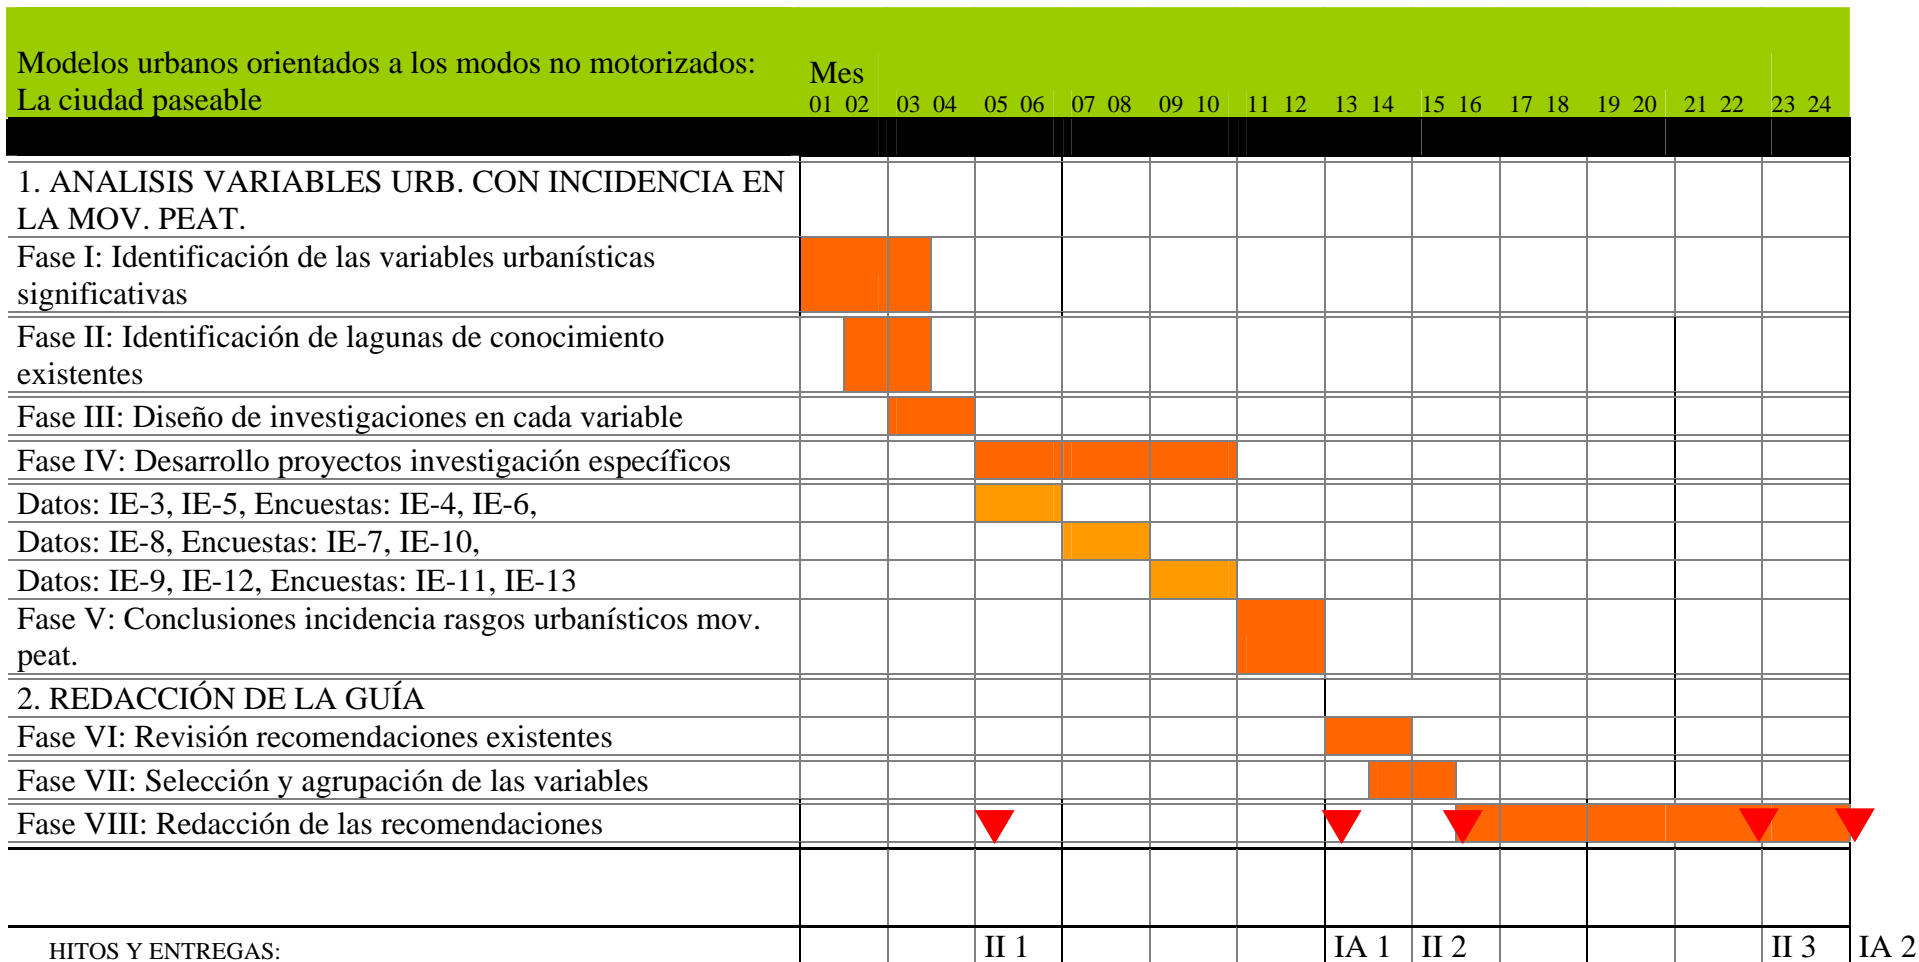 Modelos urbanos orientados a los modos no motorizados:
La ciudad paseable
Mes
01 02 03 04 05 06 07 08 09 10 11 12 13 14 15 16 17 18 19 20 21 22 23 24
1. ANALISIS VARIABLES URB. CON INCIDENCIA EN
LA MOV. PEAT.
Fase I: Identificación de las variables urbanísticas
significativas
Fase II: Identificación de lagunas de conocimiento
existentes
Fase III: Diseño de investigaciones en cada variable
Fase IV: Desarrollo proyectos investigación específicos
Datos: IE-3, IE-5, Encuestas: IE-4, IE-6,
Datos: IE-8, Encuestas: IE-7, IE-10,
Datos: IE-9, IE-12, Encuestas: IE-11, IE-13
Fase V: Conclusiones incidencia rasgos urbanísticos mov.
peat.
2. REDACCIÓN DE LA GUÍA
Fase VI: Revisión recomendaciones existentes
Fase VII: Selección y agrupación de las variables
Fase VIII: Redacción de las recomendaciones
HITOS Y ENTREGAS: II 1 IA 1 II 2 II 3 IA 2